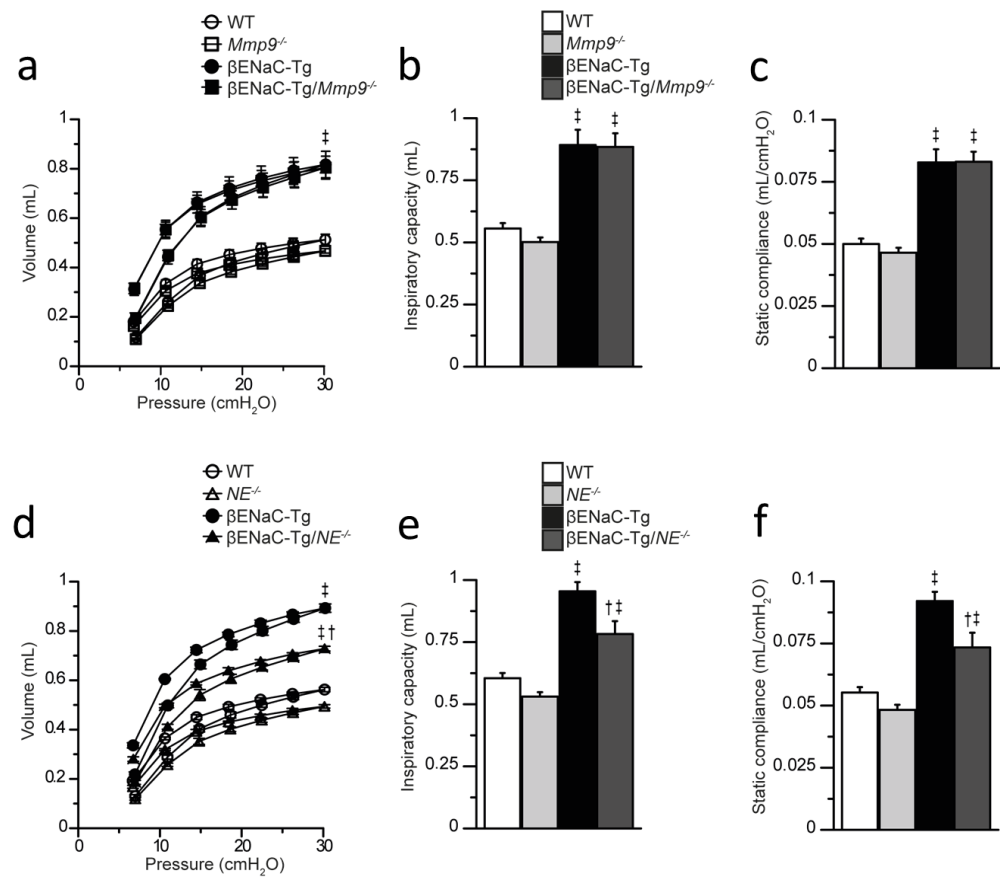 WT
Mmp9-/-
βENaC-Tg
βENaC-Tg/Mmp9-/-
a
1
0.8
0.6
0.4
0.2
0
Volume (mL)
‡
0 10 20 30
Pressure (cmH2O)
WT
Mmp9-/-
βENaC-Tg
βENaC-Tg/Mmp9-/-
b
1
0.75
0.5
0.25
0
Inspiratory capacity (mL)
‡ ‡
c
0.1
0.075
0.05
0.025
0
Static compliance (mL/cmH2O)
‡ ‡
WT
NE-/-
βENaC-Tg
βENaC-Tg/NE-/-
d
1
0.8
0.6
0.4
0.2
0
Volume (mL)
‡
‡†
0 10 20 30
Pressure (cmH2O)
WT
NE-/-
βENaC-Tg
βENaC-Tg/NE-/-
e
1
0.75
0.5
0.25
0
Inspiratory capacity (mL)
‡
†‡
f
0.1
0.075
0.05
0.025
0
Static compliance (mL/cmH2O)
‡
†‡